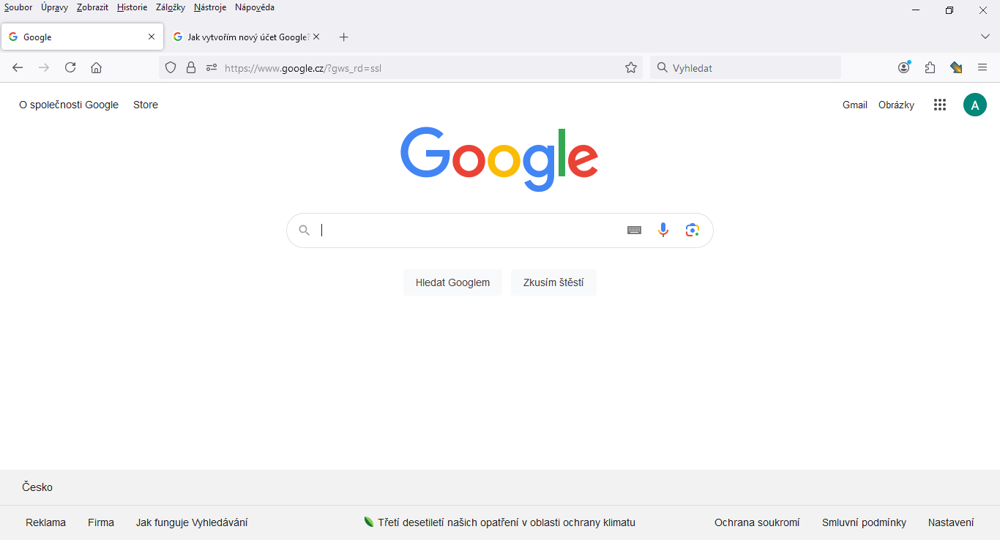 Soubor Úpravy Zobrazit Historie Záložky Nástroje Nápověda
Google
Jak vytvořím nový účet Google?
https://www.google.cz/?gws_rd=ssl
Vyhledat
O společnosti Google Store
Gmail Obrázky
A
Google
Hledat Googlem
Zkusím štěstí
Česko
Reklama Firma Jak funguje Vyhledávání
Třetí desetiletí našich opatření v oblasti ochrany klimatu
Ochrana soukromí Smluvní podmínky Nastavení